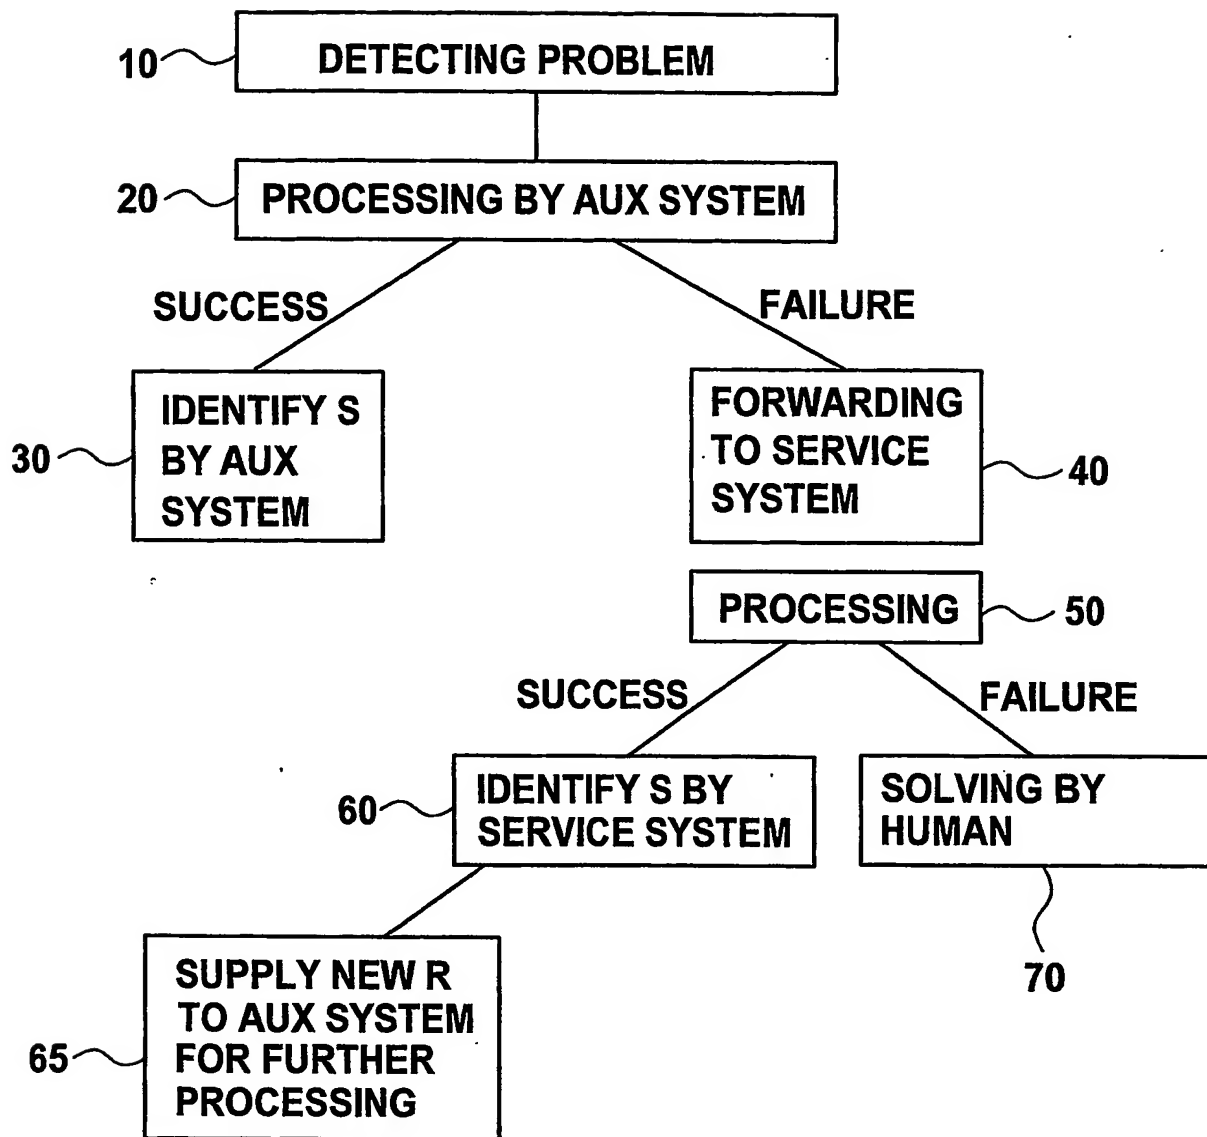 10
DETECTING PROBLEM
20
PROCESSING BY AUX SYSTEM
SUCCESS
FAILURE
30
IDENTIFY S
BY AUX
SYSTEM
FORWARDING
TO SERVICE
SYSTEM
40
PROCESSING
50
SUCCESS
FAILURE
60
IDENTIFY S BY
SERVICE SYSTEM
SOLVING BY
HUMAN
70
65
SUPPLY NEW R
TO AUX SYSTEM
FOR FURTHER
PROCESSING